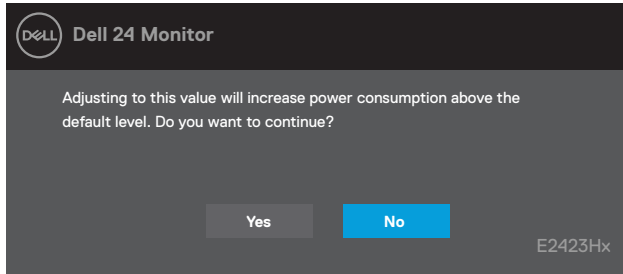 DELL Dell 24 Monitor
Adjusting to this value will increase power consumption above the
default level. Do you want to continue?
Yes No
E2423Hx